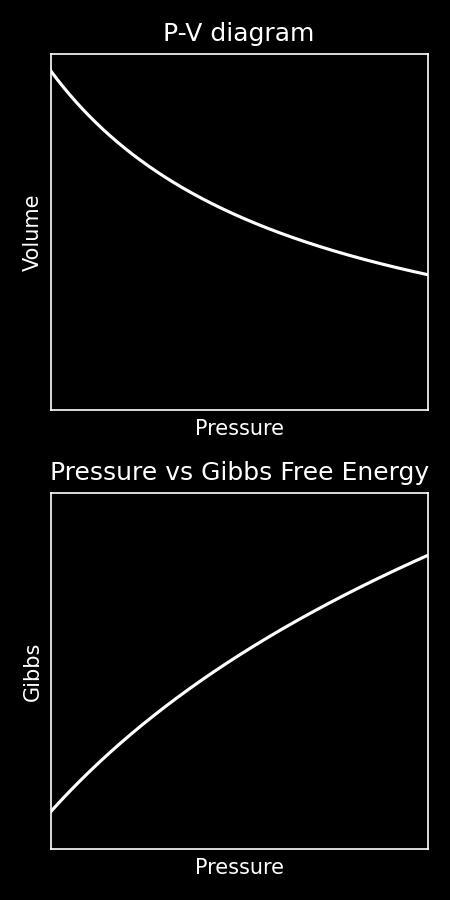 P-V diagram
Volume
Pressure
Pressure vs Gibbs Free Energy
Gibbs
Pressure